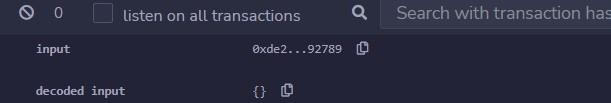 0 listen on all transactions Search with transaction has
input 0xde2...92789
decoded input {}